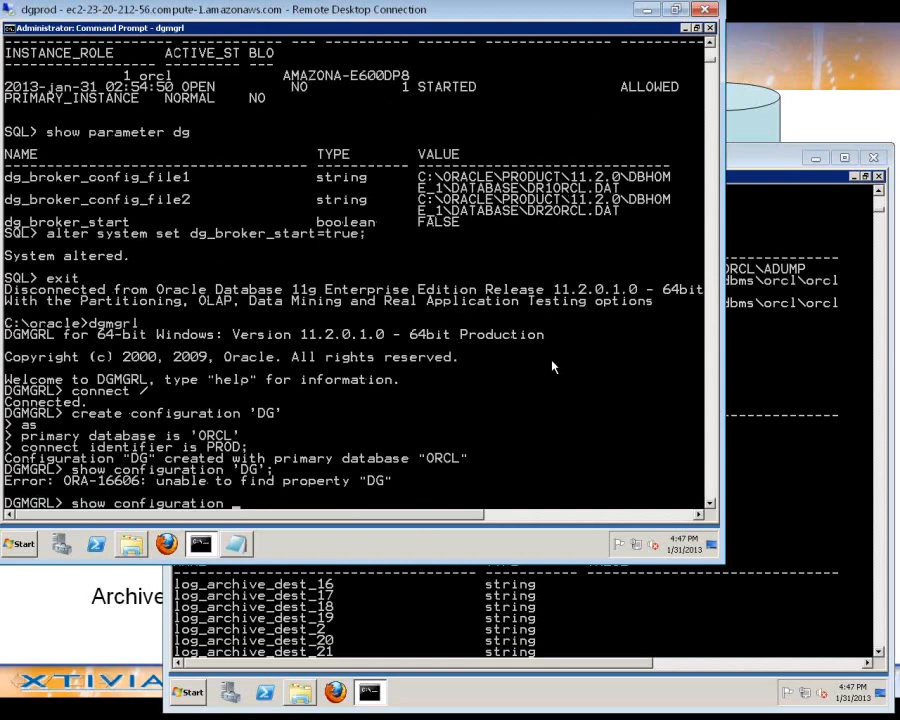 dgprod - ec2-23-20-212-56.compute-1.amazonaws.com - Remote Desktop Connection
Administrator: Command Prompt - dgmgrl
INSTANCE_ROLE ACTIVE_ST BLO
1 orcl AMAZONA-E600DP8
2013-jan-31 02:54:50 OPEN NO 1 STARTED ALLOWED
PRIMARY_INSTANCE NORMAL NO
SQL> show parameter dg
NAME TYPE VALUE
dg_broker_config_file1 string C:\ORACLE\PRODUCT\11.2.0\DBHOM
E_1\DATABASE\DR1ORCL.DAT
dg_broker_config_file2 string C:\ORACLE\PRODUCT\11.2.0\DBHOM
E_1\DATABASE\DR2ORCL.DAT
dg_broker_start boolean FALSE
SQL> alter system set dg_broker_start=true;
System altered.
SQL> exit
Disconnected from Oracle Database 11g Enterprise Edition Release 11.2.0.1.0 - 64bit
With the Partitioning, OLAP, Data Mining and Real Application Testing options
C:\oracle>dgmgrl
DGMGRL for 64-bit Windows: Version 11.2.0.1.0 - 64bit Production
Copyright (c) 2000, 2009, Oracle. All rights reserved.
Welcome to DGMGRL, type "help" for information.
DGMGRL> connect /
Connected.
DGMGRL> create configuration 'DG'
> as
> primary database is 'ORCL'
> connect identifier is PROD;
Configuration "DG" created with primary database "ORCL"
DGMGRL> show configuration 'DG';
Error: ORA-16606: unable to find property "DG"
DGMGRL> show configuration _
Start
4:47 PM
1/31/2013
ORCL\ADUMP
dbms\orcl\orcl
dbms\orcl\orcl
Archive
log_archive_dest_16 string
log_archive_dest_17 string
log_archive_dest_18 string
log_archive_dest_19 string
log_archive_dest_2 string
log_archive_dest_20 string
log_archive_dest_21 string
XTIVIA
Start
4:47 PM
1/31/2013